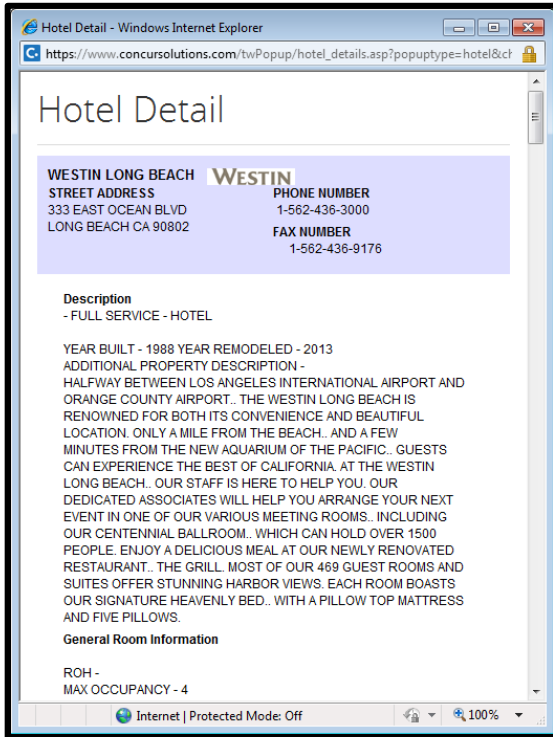 Hotel Detail - Windows Internet Explorer
https://www.concursolutions.com/twPopup/hotel_details.asp?popuptype=hotel&ch
Hotel Detail
WESTIN LONG BEACH WESTIN
STREET ADDRESS PHONE NUMBER
333 EAST OCEAN BLVD 1-562-436-3000
LONG BEACH CA 90802
FAX NUMBER
1-562-436-9176
Description
- FULL SERVICE - HOTEL
YEAR BUILT - 1988 YEAR REMODELED - 2013
ADDITIONAL PROPERTY DESCRIPTION -
HALFWAY BETWEEN LOS ANGELES INTERNATIONAL AIRPORT AND
ORANGE COUNTY AIRPORT.. THE WESTIN LONG BEACH IS
RENOWNED FOR BOTH ITS CONVENIENCE AND BEAUTIFUL
LOCATION. ONLY A MILE FROM THE BEACH.. AND A FEW
MINUTES FROM THE NEW AQUARIUM OF THE PACIFIC.. GUESTS
CAN EXPERIENCE THE BEST OF CALIFORNIA. AT THE WESTIN
LONG BEACH.. OUR STAFF IS HERE TO HELP YOU. OUR
DEDICATED ASSOCIATES WILL HELP YOU ARRANGE YOUR NEXT
EVENT IN ONE OF OUR VARIOUS MEETING ROOMS.. INCLUDING
OUR CENTENNIAL BALLROOM.. WHICH CAN HOLD OVER 1500
PEOPLE. ENJOY A DELICIOUS MEAL AT OUR NEWLY RENOVATED
RESTAURANT.. THE GRILL. MOST OF OUR 469 GUEST ROOMS AND
SUITES OFFER STUNNING HARBOR VIEWS. EACH ROOM BOASTS
OUR SIGNATURE HEAVENLY BED.. WITH A PILLOW TOP MATTRESS
AND FIVE PILLOWS.
General Room Information
ROH -
MAX OCCUPANCY - 4
Internet | Protected Mode: Off 100%